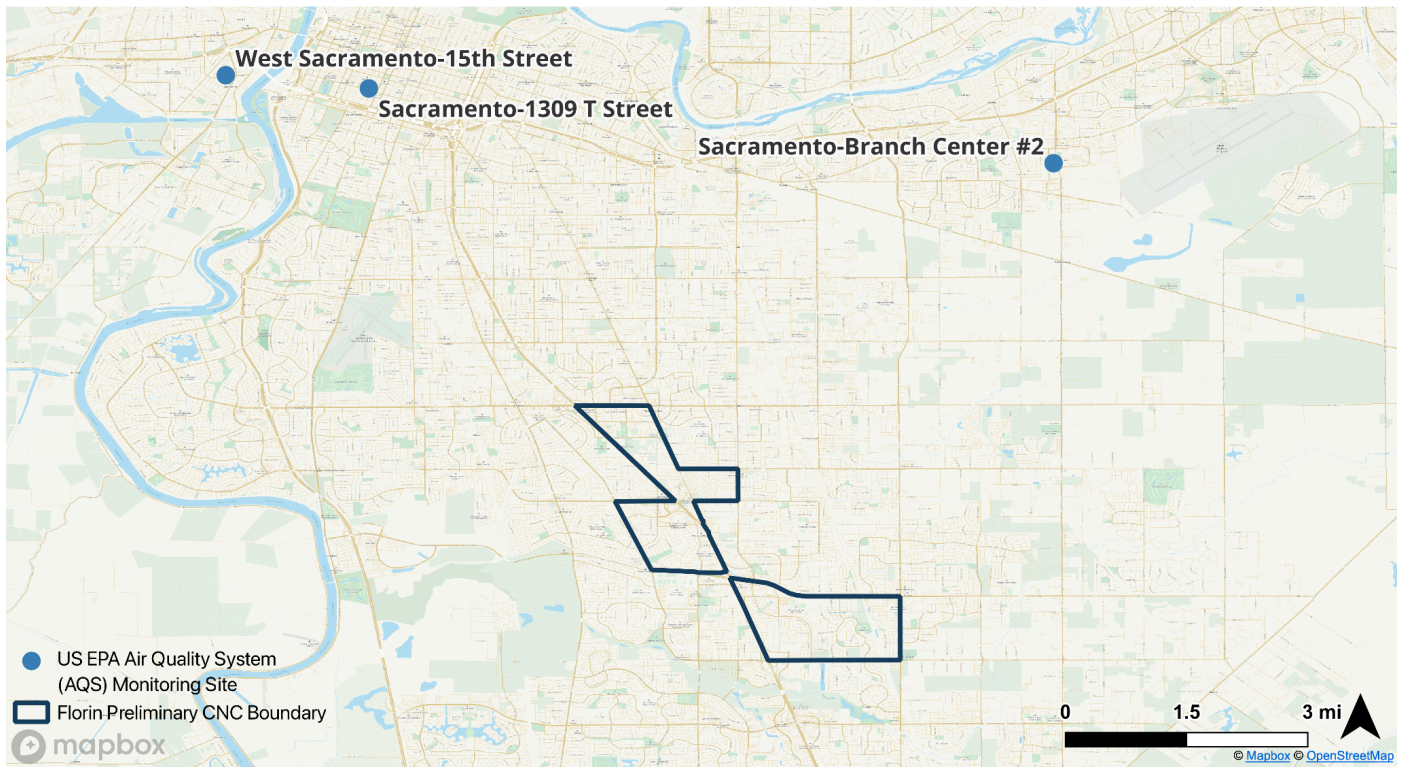 West Sacramento-15th Street
Sacramento-1309 T Street
Sacramento-Branch Center #2
US EPA Air Quality System
(AQS) Monitoring Site
Florin Preliminary CNC Boundary
mapbox
0 1.5 3 mi
© Mapbox © OpenStreetMap